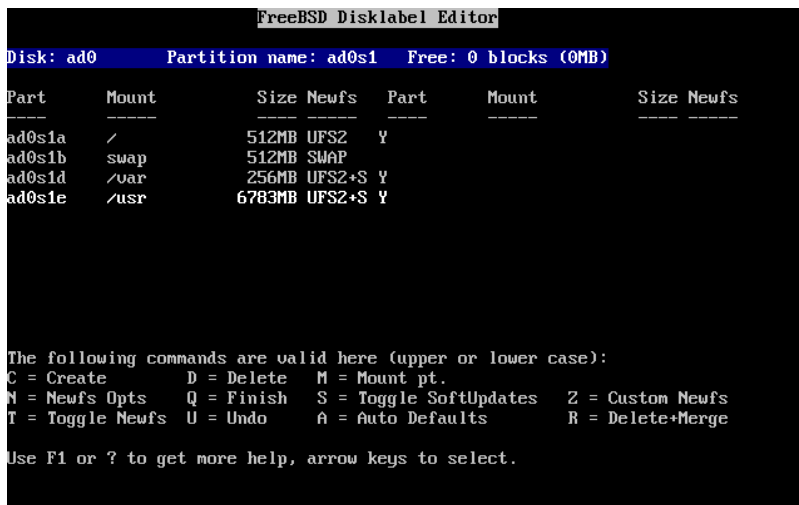 FreeBSD Disklabel Editor
Disk: ad0 Partition name: ad0s1 Free: 0 blocks (0MB)
Part Mount Size Newfs Part Mount Size Newfs
---- ----- ---- ----- ---- ----- ---- -----
ad0s1a / 512MB UFS2 Y
ad0s1b swap 512MB SWAP
ad0s1d /var 256MB UFS2+S Y
ad0s1e /usr 6783MB UFS2+S Y
The following commands are valid here (upper or lower case):
C = Create D = Delete M = Mount pt.
N = Newfs Opts Q = Finish S = Toggle SoftUpdates Z = Custom Newfs
T = Toggle Newfs U = Undo A = Auto Defaults R = Delete+Merge
Use F1 or ? to get more help, arrow keys to select.